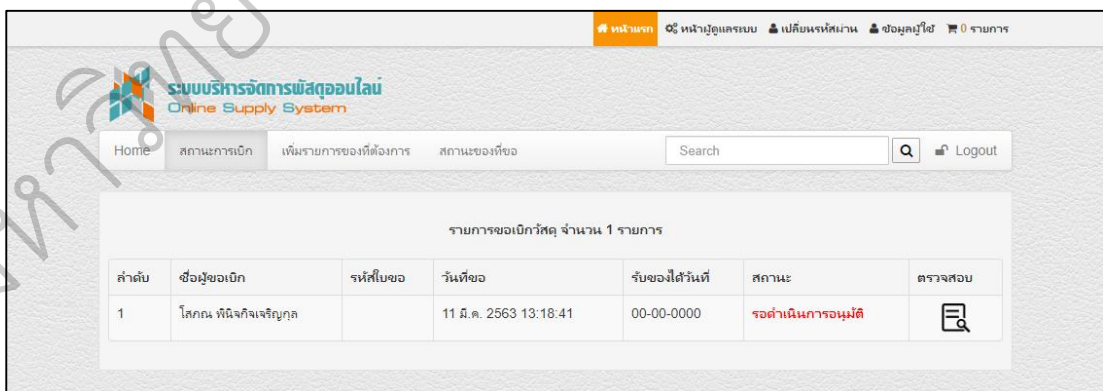 หน้าแรก หน้าผู้ดูแลระบบ เปลี่ยนรหัสผ่าน ข้อมูลผู้ใช้ 0 รายการ
ระบบบริหารจัดการพัสดุออนไลน์
Online Supply System
Home สถานะการเบิก เพิ่มรายการของที่ต้องการ สถานะของที่ขอ Search Logout
รายการขอเบิกวัสดุ จำนวน 1 รายการ
ลำดับ ชื่อผู้ขอเบิก รหัสใบขอ วันที่ขอ รับของได้วันที่ สถานะ ตรวจสอบ
1 โสภณ พินิจกิจเจริญกุล 11 มี.ค. 2563 13:18:41 00-00-0000 รอดำเนินการอนุมัติ